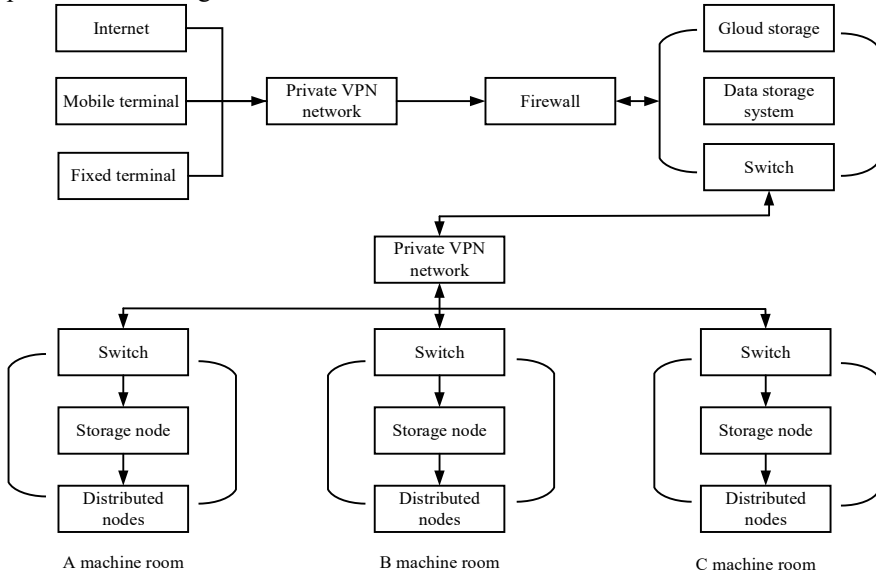 Internet
Gloud storage
Mobile terminal
Private VPN
network
Firewall
Data storage
system
Fixed terminal
Switch
Private VPN
network
Switch
Switch
Switch
Storage node
Storage node
Storage node
Distributed
nodes
Distributed
nodes
Distributed
nodes
A machine room
B machine room
C machine room